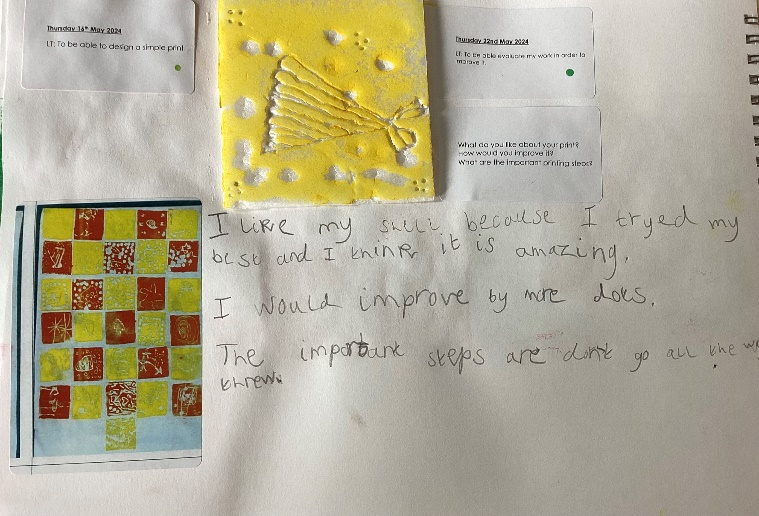 Thursday 16th May 2024
LT: To be able to design a simple print
Thursday 22nd May 2024
LT: To be able evaluate my work in order to
improve it.
What do you like about your print?
How would you improve it?
What are the important printing steps?
I like my shell because I tryed my
best and I think it is amazing.
I would improve by more dots.
The important steps are don't go all the
threw